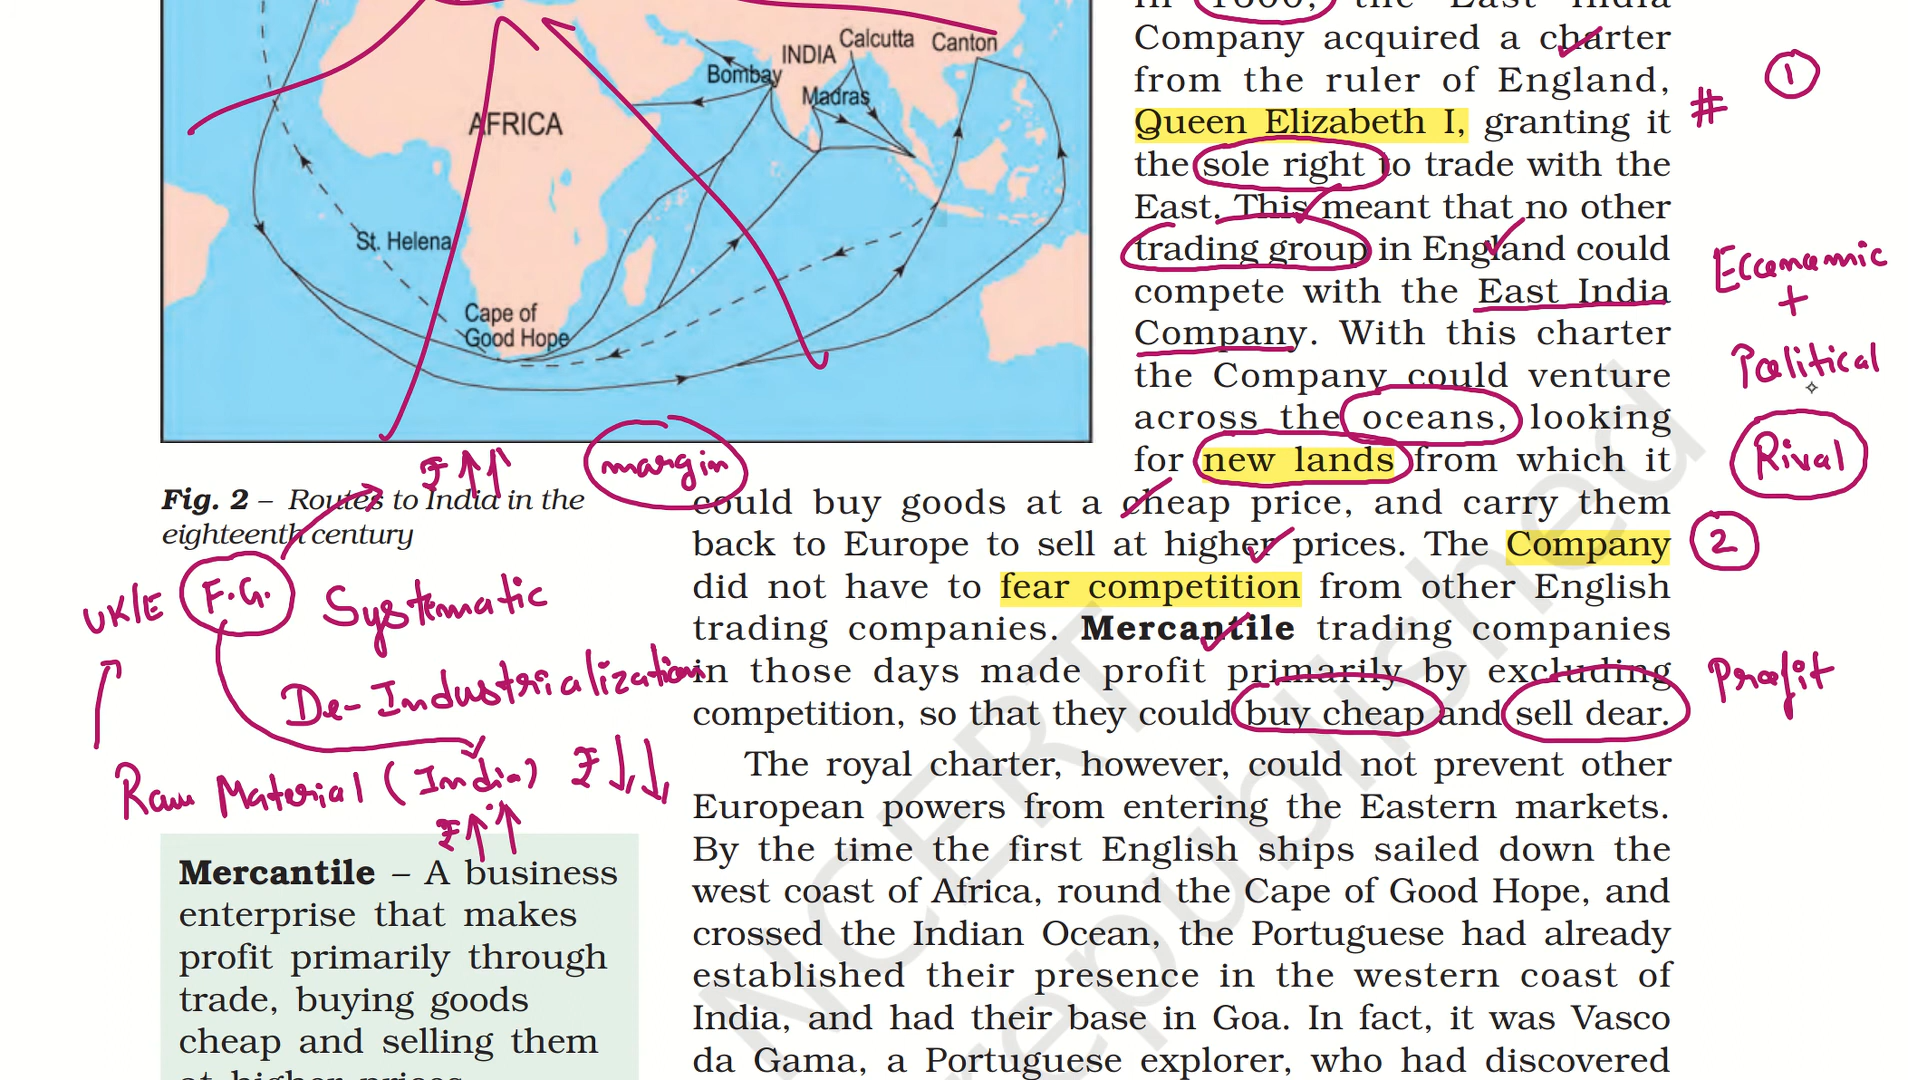 in 1600, the East India
Company acquired a charter
from the ruler of England,
Queen Elizabeth I, granting it
the sole right to trade with the
East. This meant that no other
trading group in England could
compete with the East India
Company. With this charter
the Company could venture
across the oceans, looking
for new lands from which it
could buy goods at a cheap price, and carry them
back to Europe to sell at higher prices. The Company
did not have to fear competition from other English
trading companies. Mercantile trading companies
in those days made profit primarily by excluding
competition, so that they could buy cheap and sell dear.
The royal charter, however, could not prevent other
European powers from entering the Eastern markets.
By the time the first English ships sailed down the
west coast of Africa, round the Cape of Good Hope, and
crossed the Indian Ocean, the Portuguese had already
established their presence in the western coast of
India, and had their base in Goa. In fact, it was Vasco
da Gama, a Portuguese explorer, who had discovered
INDIA
Calcutta
Canton
Bombay
Madras
AFRICA
St. Helena
Cape of
Good Hope
Fig. 2 – Routes to India in the
eighteenth century
₹ ↑↑
margin
UK/E F.G. Systematic
De-Industrialization
Raw Material (India) ₹ ↓↓
₹ ↑↑
Mercantile – A business
enterprise that makes
profit primarily through
trade, buying goods
cheap and selling them
at higher prices
# 1
Economic
+
Political
Rival
2
Profit
NCERT
republished